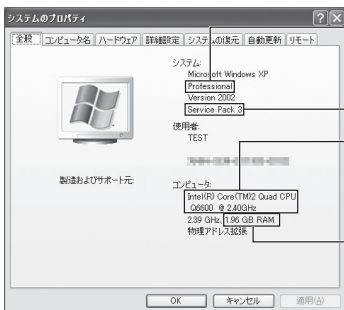 システムのプロパティ
全般 コンピュータ名 ハードウェア 詳細設定 システムの復元 自動更新 リモート
システム:
Microsoft Windows XP
Professional
Version 2002
Service Pack 3
使用者:
TEST
製造およびサポート元:
コンピュータ:
Intel(R) Core(TM)2 Quad CPU
Q6600 @ 2.40GHz
2.39 GHz, 1.96 GB RAM
物理アドレス拡張
OK キャンセル 適用(A)